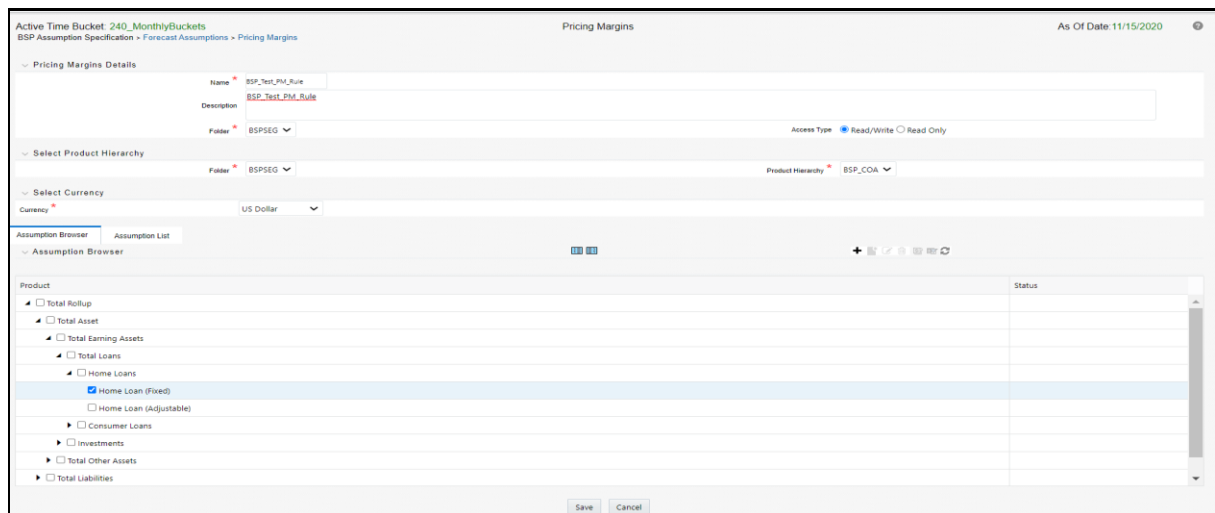 Active Time Bucket: 240_MonthlyBuckets Pricing Margins As Of Date:11/15/2020 ?
BSP Assumption Specification > Forecast Assumptions > Pricing Margins
Pricing Margins Details
Name * BSP_Test_PM_Rule
Description BSP_Test_PM_Rule
Folder * BSPSEG Access Type Read/Write Read Only
Select Product Hierarchy
Folder * BSPSEG Product Hierarchy * BSP_COA
Select Currency
Currency * US Dollar
Assumption Browser Assumption List
Assumption Browser
Product Status
Total Rollup
Total Asset
Total Earning Assets
Total Loans
Home Loans
Home Loan (Fixed)
Home Loan (Adjustable)
Consumer Loans
Investments
Total Other Assets
Total Liabilities
Save Cancel